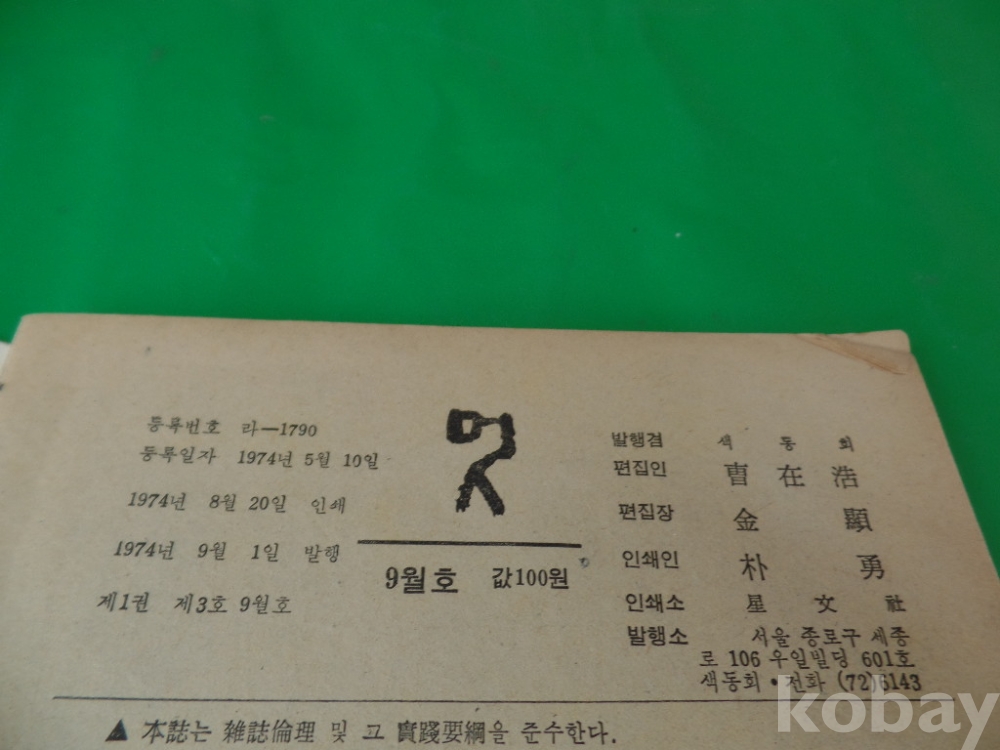 등록번호 라—1790
등록일자 1974년 5월 10일
1974년 8월 20일 인쇄
1974년 9월 1일 발행
제1권 제3호 9월호
멋
9월호 값100원
발행겸 색동회
편집인 曺在浩
편집장 金顯
인쇄인 朴勇
인쇄소 星文社
발행소 서울 종로구 세종
로 106 우일빌딩 601호
색동회·전화 (72)6143
▲ 本誌는 雜誌倫理 및 그 實踐要綱을 준수한다.
kobay